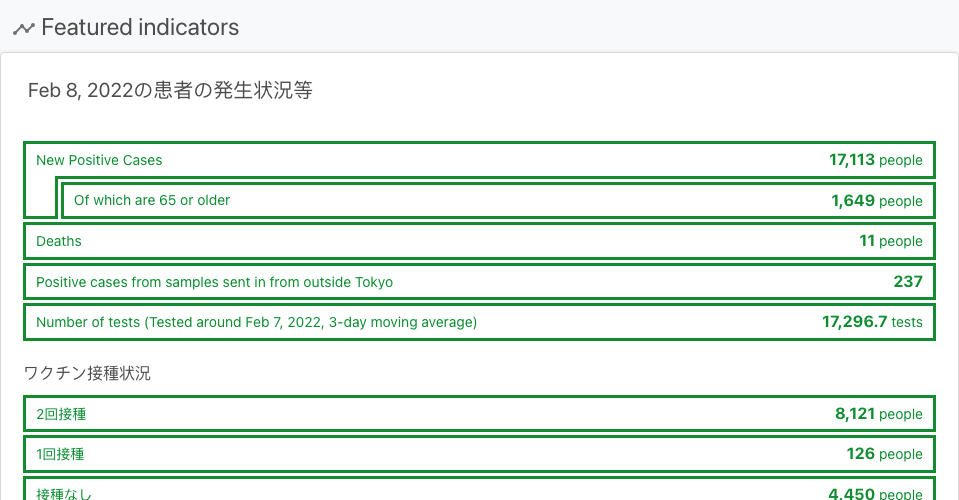 Featured indicators
Feb 8, 2022の患者の発生状況等
New Positive Cases 17,113 people
Of which are 65 or older 1,649 people
Deaths 11 people
Positive cases from samples sent in from outside Tokyo 237
Number of tests (Tested around Feb 7, 2022, 3-day moving average) 17,296.7 tests
ワクチン接種状況
2回接種 8,121 people
1回接種 126 people
接種なし 4,450 people